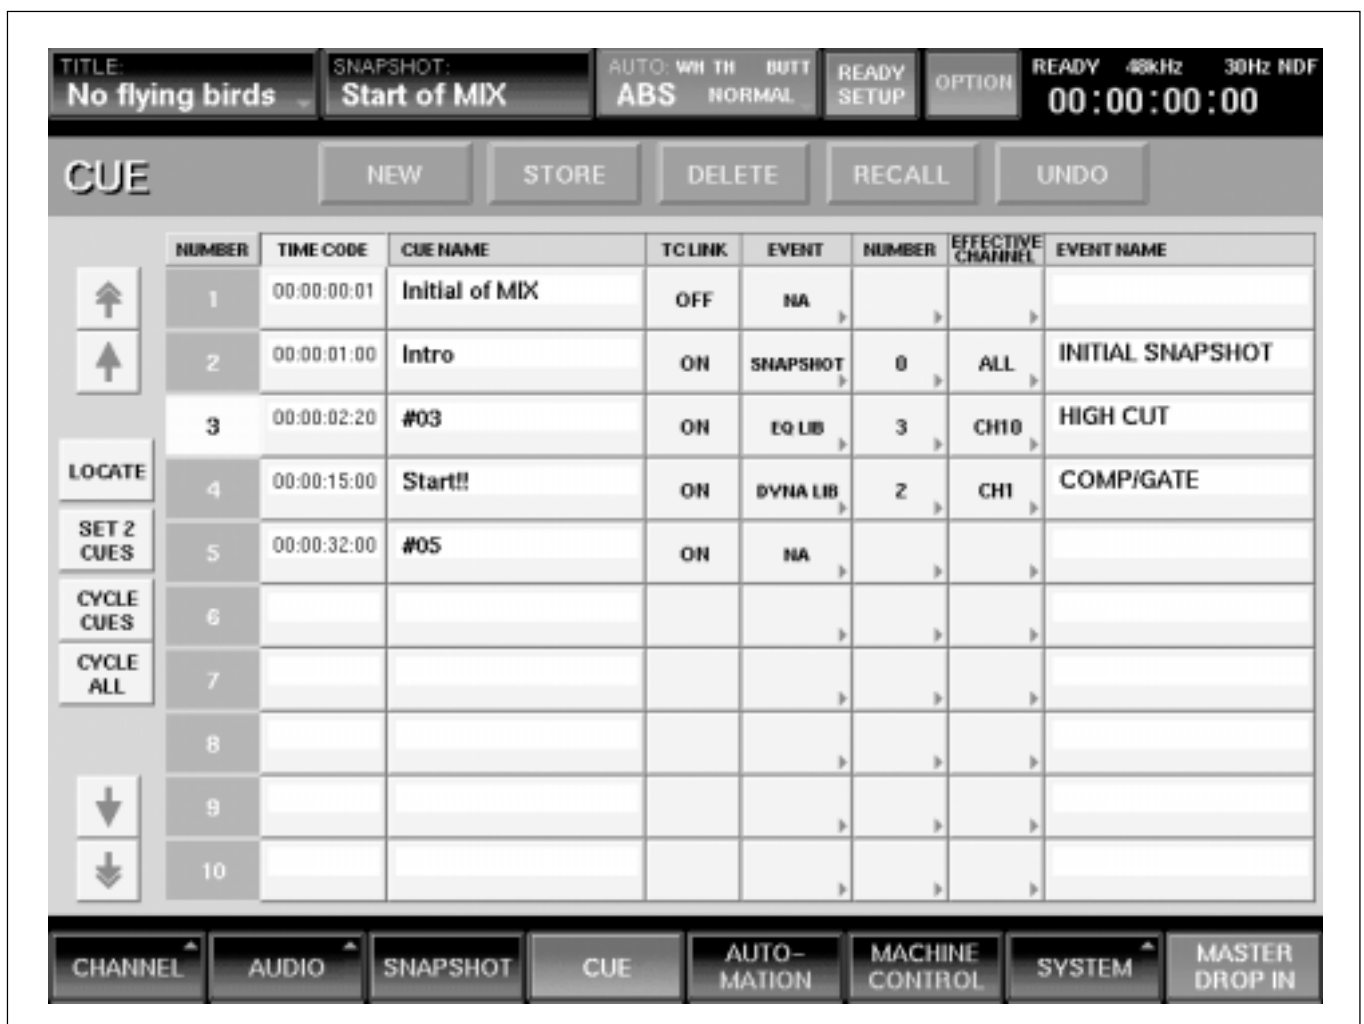 TITLE: SNAPSHOT: AUTO: WH TH BUTT READY SETUP OPTION READY 48kHz 30Hz NDF
No flying birds Start of MIX ABS NORMAL 00:00:00:00
CUE NEW STORE DELETE RECALL UNDO
NUMBER TIME CODE CUE NAME TC LINK EVENT NUMBER EFFECTIVE CHANNEL EVENT NAME
1 00:00:00:01 Initial of MIX OFF NA
2 00:00:01:00 Intro ON SNAPSHOT 0 ALL INITIAL SNAPSHOT
3 00:00:02:20 #03 ON EQ LIB 3 CH10 HIGH CUT
LOCATE
4 00:00:15:00 Start!! ON DYNA LIB 2 CH1 COMP/GATE
SET 2 CUES
5 00:00:32:00 #05 ON NA
CYCLE CUES
6
CYCLE ALL
7
8
9
10
CHANNEL AUDIO SNAPSHOT CUE AUTO-MATION MACHINE CONTROL SYSTEM MASTER DROP IN